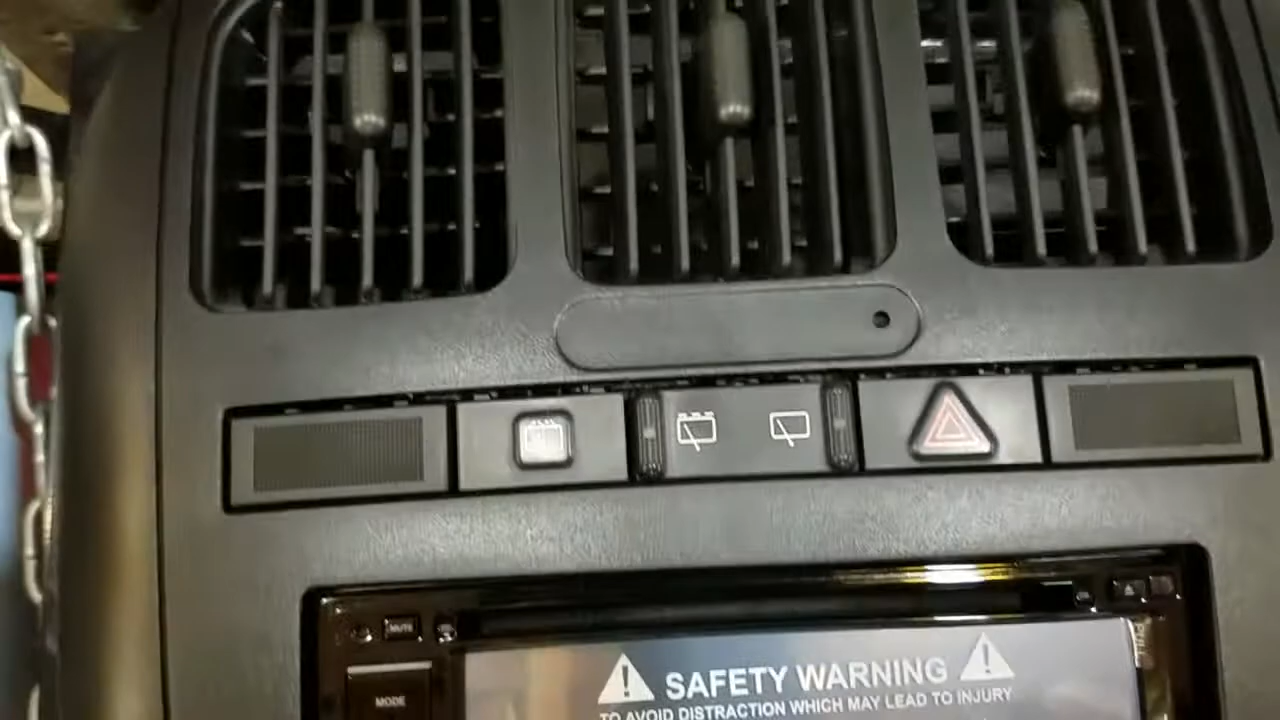 MUTE
SAFETY WARNING
MODE
TO AVOID DISTRACTION WHICH MAY LEAD TO INJURY